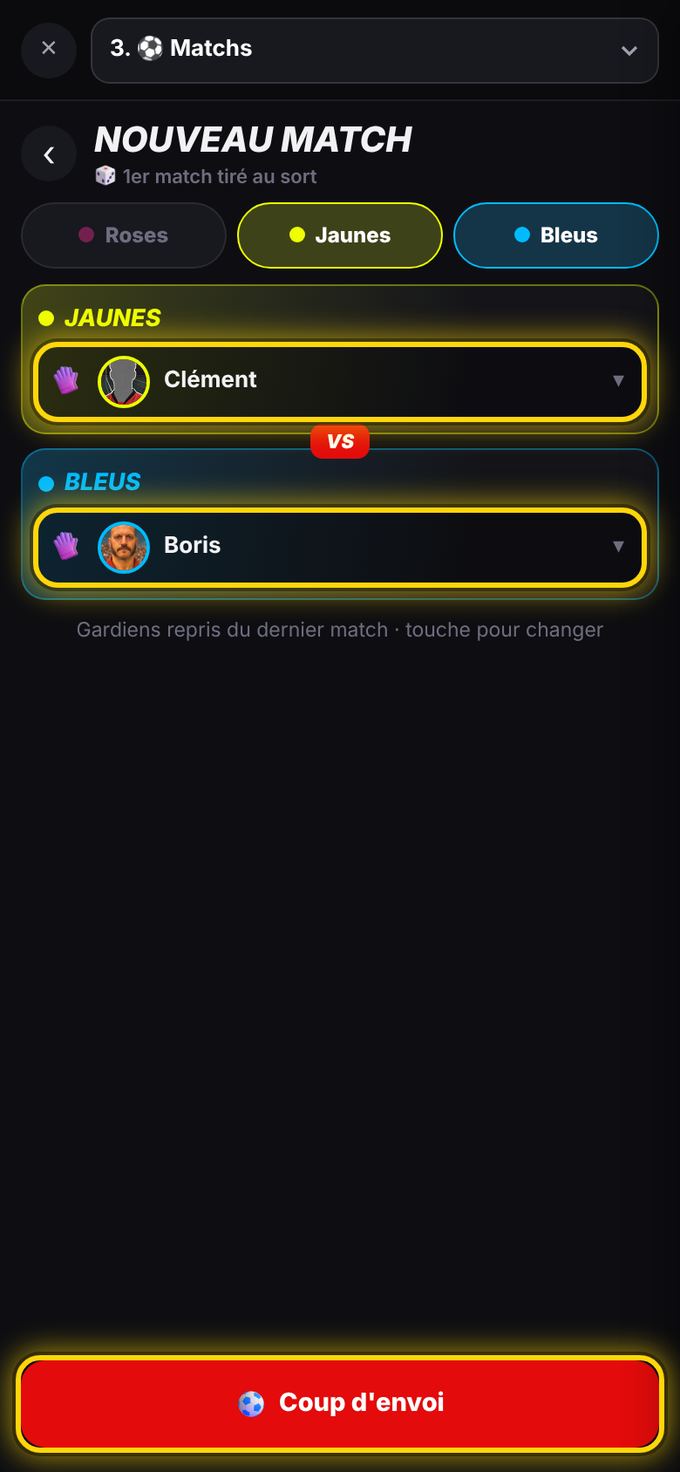 3. ⚽ Matchs
NOUVEAU MATCH
🎲 1er match tiré au sort
Roses
Jaunes
Bleus
JAUNES
Clément
VS
BLEUS
Boris
Gardiens repris du dernier match · touche pour changer
Coup d'envoi